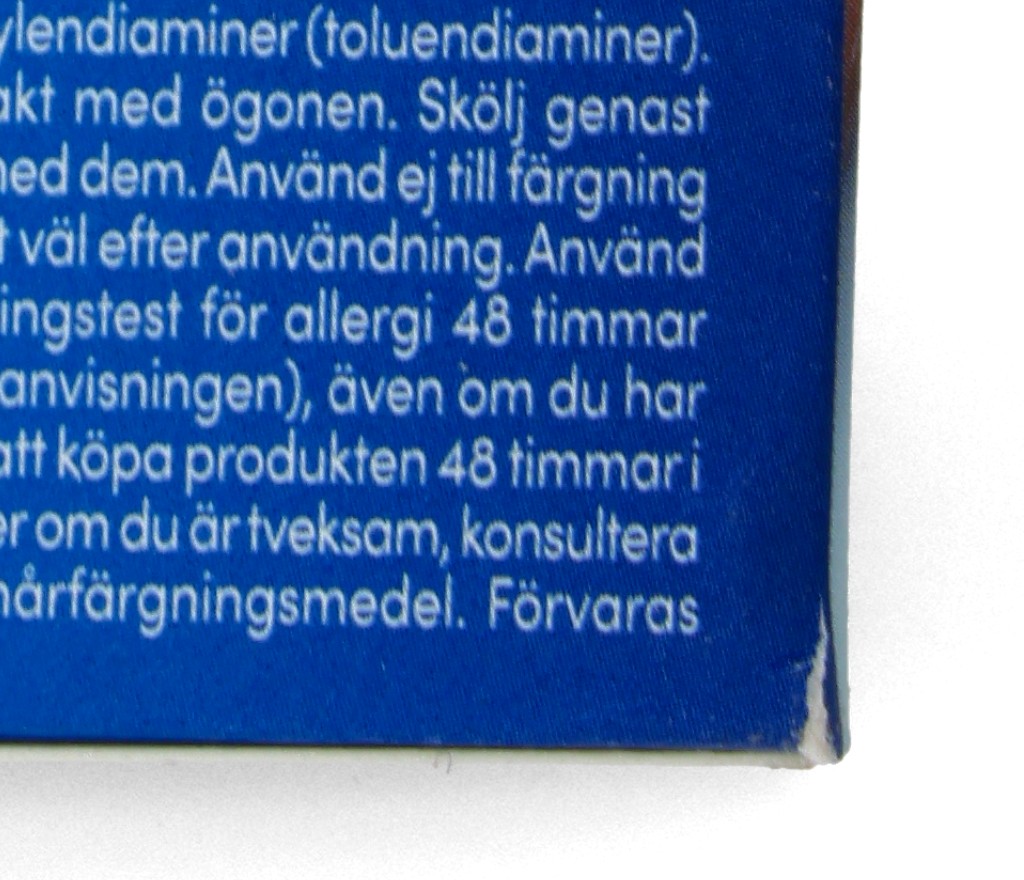 ylendiaminer (toluendiaminer).
akt med ögonen. Skölj genast
med dem. Använd ej till färgning
t väl efter användning. Använd
ingstest för allergi 48 timmar
anvisningen), även om du har
att köpa produkten 48 timmar i
er om du är tveksam, konsultera
hårfärgningsmedel. Förvaras